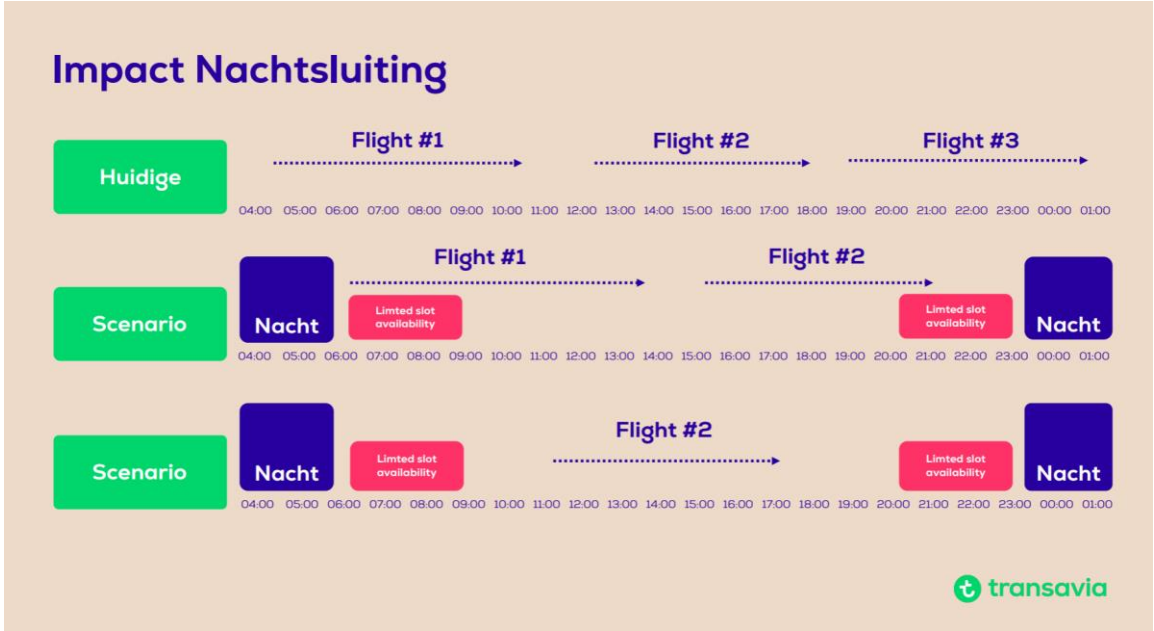 Impact Nachtsluiting
Flight #1
Flight #2
Flight #3
Huidige
04:00 05:00 06:00 07:00 08:00 09:00 10:00 11:00 12:00 13:00 14:00 15:00 16:00 17:00 18:00 19:00 20:00 21:00 22:00 23:00 00:00 01:00
Flight #1
Flight #2
Scenario
Nacht
Limted slot
availability
Limted slot
availability
Nacht
04:00 05:00 06:00 07:00 08:00 09:00 10:00 11:00 12:00 13:00 14:00 15:00 16:00 17:00 18:00 19:00 20:00 21:00 22:00 23:00 00:00 01:00
Flight #2
Scenario
Nacht
Limted slot
availability
Limted slot
availability
Nacht
04:00 05:00 06:00 07:00 08:00 09:00 10:00 11:00 12:00 13:00 14:00 15:00 16:00 17:00 18:00 19:00 20:00 21:00 22:00 23:00 00:00 01:00
transavia